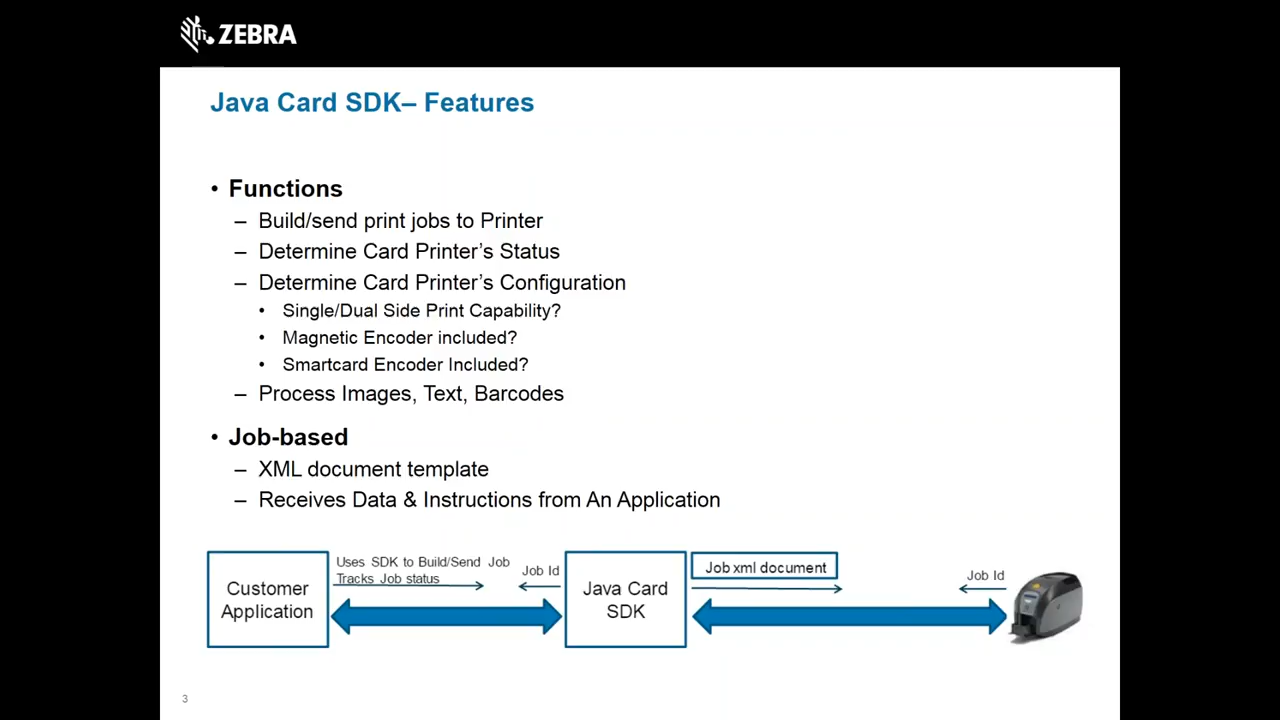 ZEBRA
Java Card SDK– Features
• Functions
– Build/send print jobs to Printer
– Determine Card Printer's Status
– Determine Card Printer's Configuration
• Single/Dual Side Print Capability?
• Magnetic Encoder included?
• Smartcard Encoder Included?
– Process Images, Text, Barcodes
• Job-based
– XML document template
– Receives Data & Instructions from An Application
Customer
Application
Uses SDK to Build/Send Job
Tracks Job status
Job Id
Java Card
SDK
Job xml document
Job Id
3